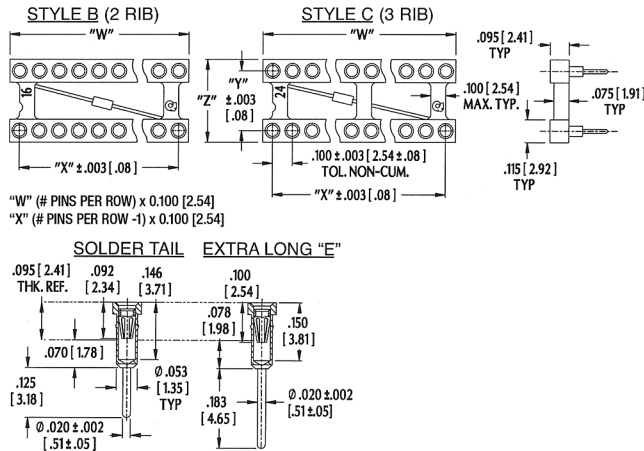 STYLE B (2 RIB)
"W"
16
"X" ±.003 [.08]
STYLE C (3 RIB)
"W"
"Z"
"Y"
±.003
[.08]
24
.100 [2.54]
MAX. TYP.
.100 ±.003 [2.54 ±.08]
TOL. NON-CUM.
"X" ±.003 [.08]
.095 [2.41]
TYP
.075 [1.91]
TYP
.115 [2.92]
TYP
"W" (# PINS PER ROW) x 0.100 [2.54]
"X" (# PINS PER ROW -1) x 0.100 [2.54]
SOLDER TAIL
.095 [2.41]
THK. REF.
.092
[2.34]
.146
[3.71]
.070 [1.78]
.125
[3.18]
Ø .053
[1.35]
TYP
Ø .020 ±.002
[.51±.05]
EXTRA LONG "E"
.100
[2.54]
.078
[1.98]
.150
[3.81]
.183
[4.65]
Ø .020 ±.002
[.51±.05]